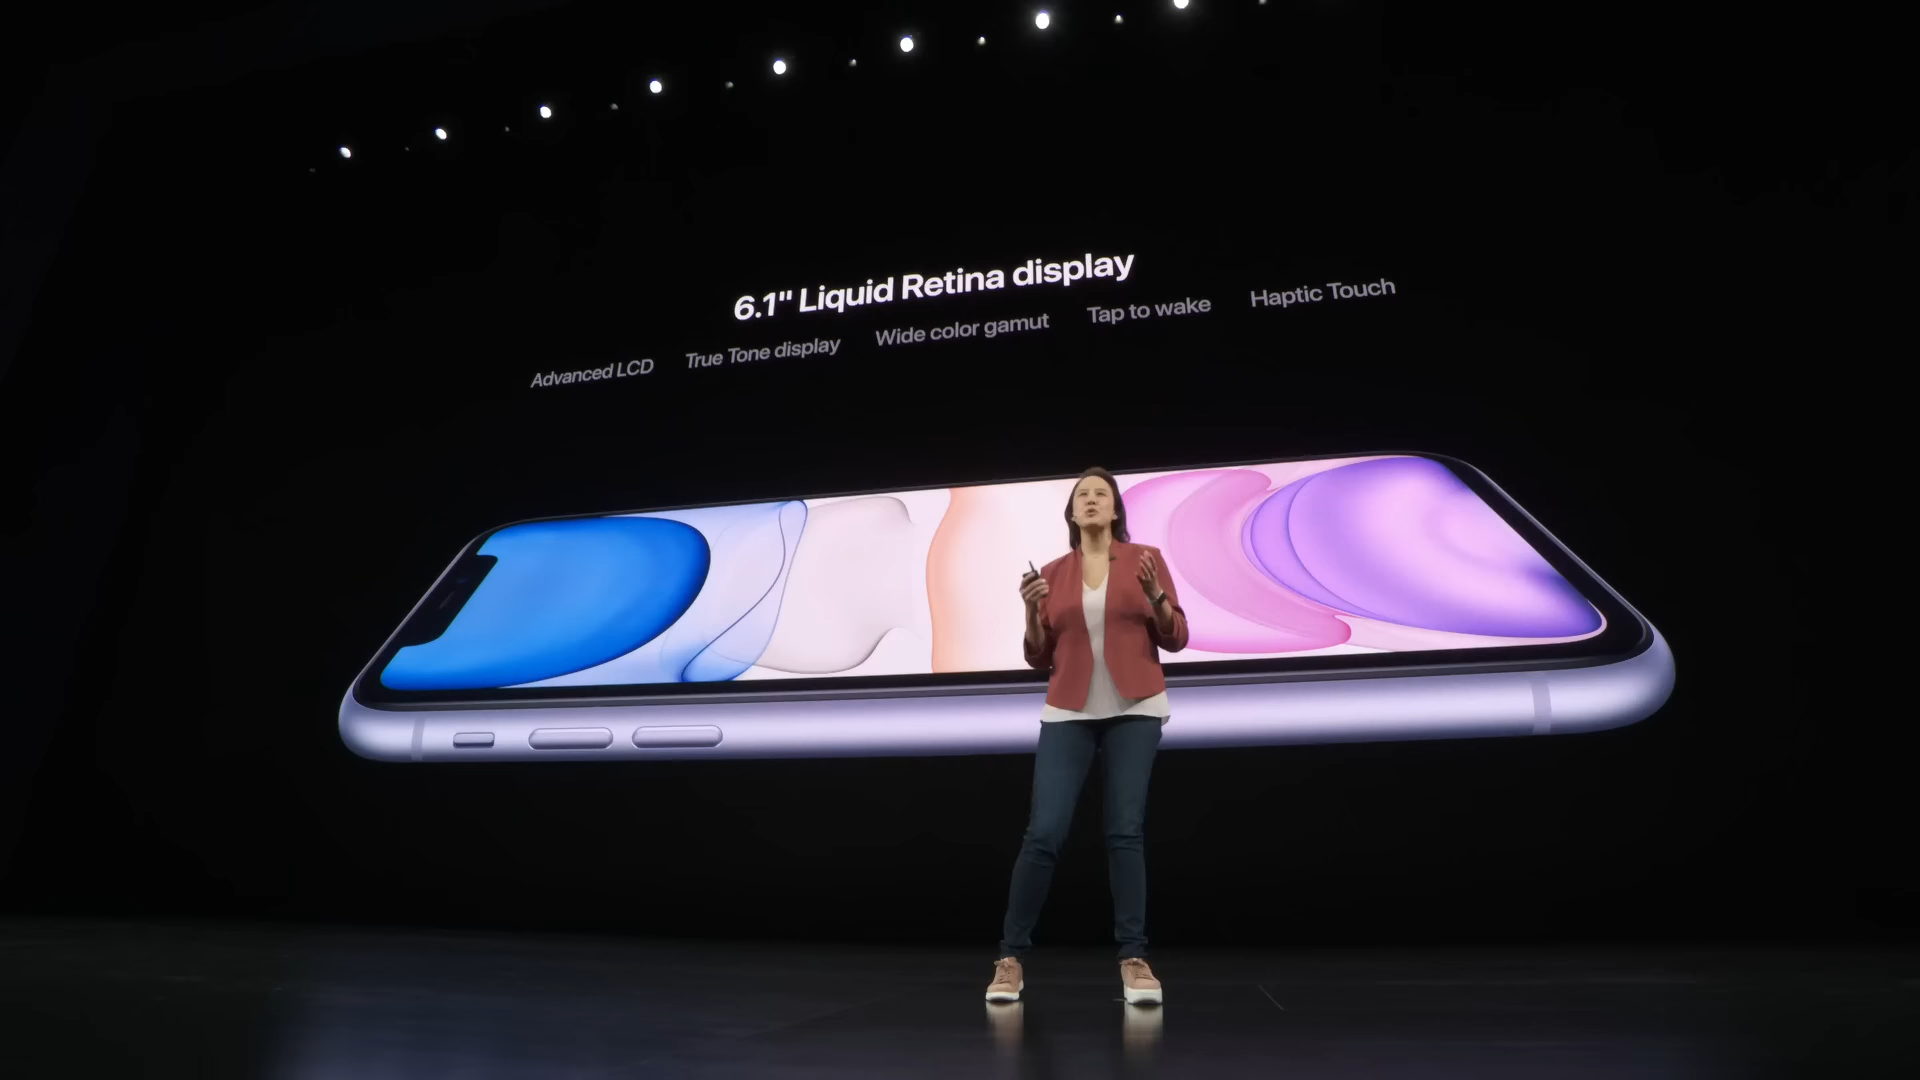 6.1" Liquid Retina display
Advanced LCD True Tone display Wide color gamut Tap to wake Haptic Touch